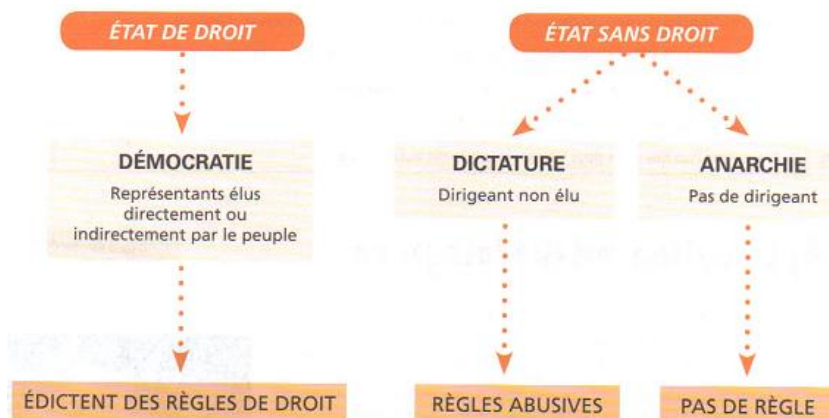 ÉTAT DE DROIT
ÉTAT SANS DROIT
DÉMOCRATIE
Représentants élus
directement ou
indirectement par le peuple
DICTATURE
Dirigeant non élu
ANARCHIE
Pas de dirigeant
ÉDICTENT DES RÈGLES DE DROIT
RÈGLES ABUSIVES
PAS DE RÈGLE